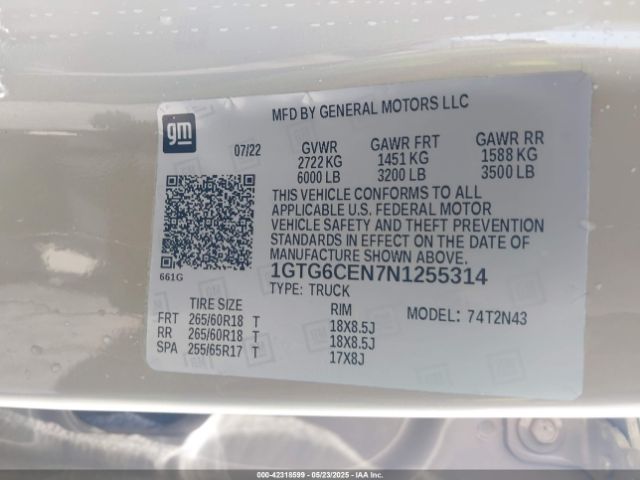 MFD BY GENERAL MOTORS LLC
gm
07/22
GVWR GAWR FRT GAWR RR
2722 KG 1451 KG 1588 KG
6000 LB 3200 LB 3500 LB
THIS VEHICLE CONFORMS TO ALL
APPLICABLE U.S. FEDERAL MOTOR
VEHICLE SAFETY AND THEFT PREVENTION
STANDARDS IN EFFECT ON THE DATE OF
MANUFACTURE SHOWN ABOVE.
661G
1GTG6CEN7N1255314
TYPE: TRUCK
MODEL: 74T2N43
TIRE SIZE RIM
FRT 265/60R18 T 18X8.5J
RR 265/60R18 T 18X8.5J
SPA 255/65R17 T 17X8J
000-42318599 - 05/23/2025 - © IAA Holdings, LLC